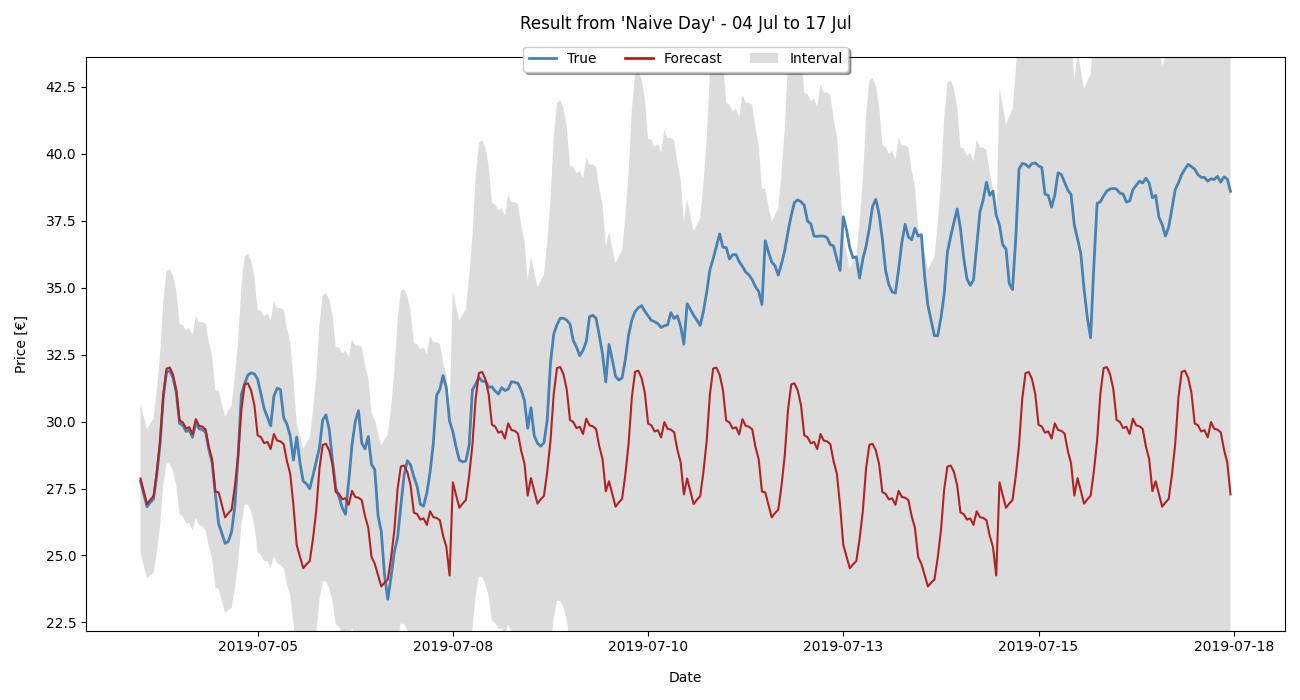 Result from 'Naive Day' - 04 Jul to 17 Jul
True Forecast Interval
42.5
40.0
37.5
35.0
32.5
30.0
27.5
25.0
22.5
Price [€]
2019-07-05 2019-07-08 2019-07-10 2019-07-13 2019-07-15 2019-07-18
Date